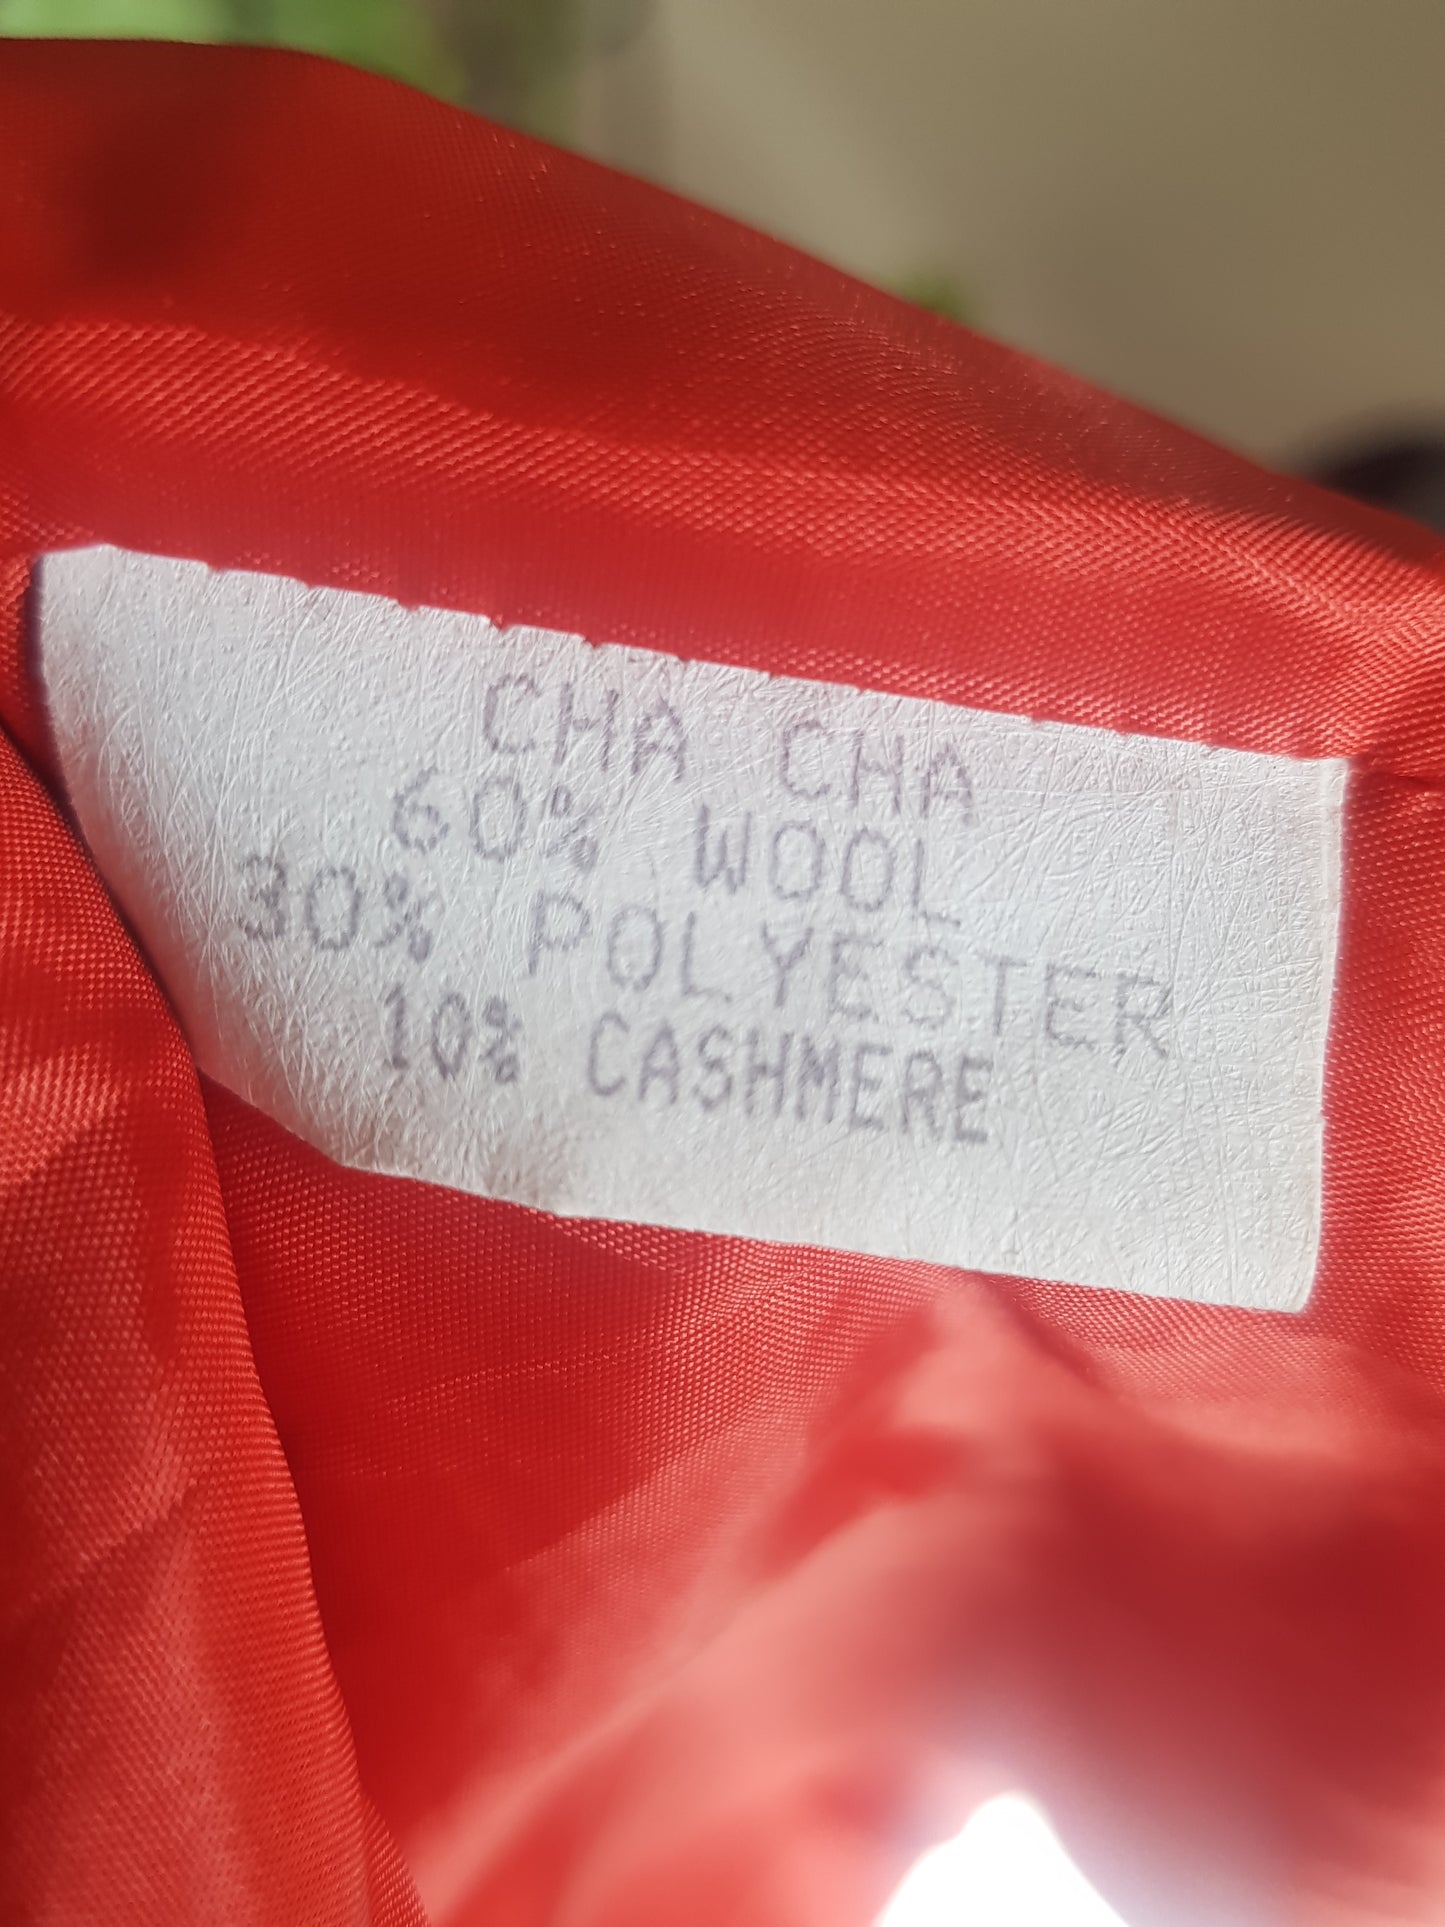 CHA CHA
60% WOOL
30% POLYESTER
10% CASHMERE